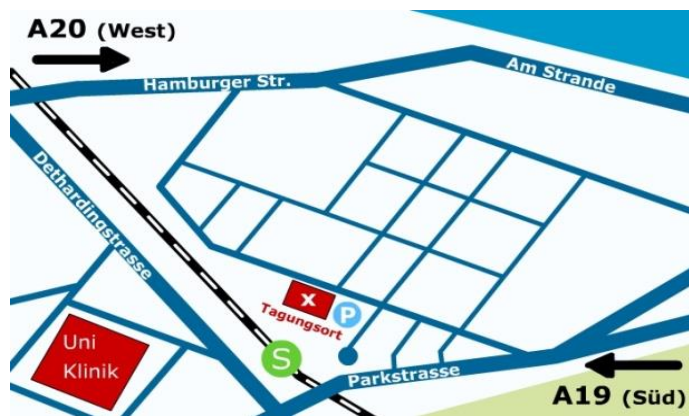 A20 (West)
Hamburger Str.
Am Strande
Dethardingstrasse
x
P
Tagungsort
Uni
Klinik
S
Parkstrasse
A19 (Süd)